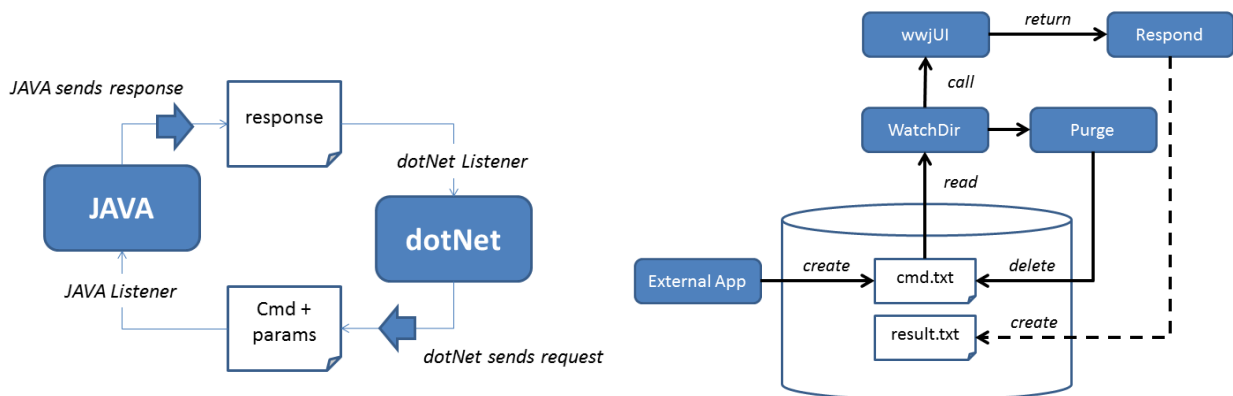 JAVA sends response
response
dotNet Listener
JAVA
dotNet
JAVA Listener
Cmd +
params
dotNet sends request
wwjUI
return
Respond
call
WatchDir
Purge
read
External App
create
cmd.txt
delete
result.txt
create